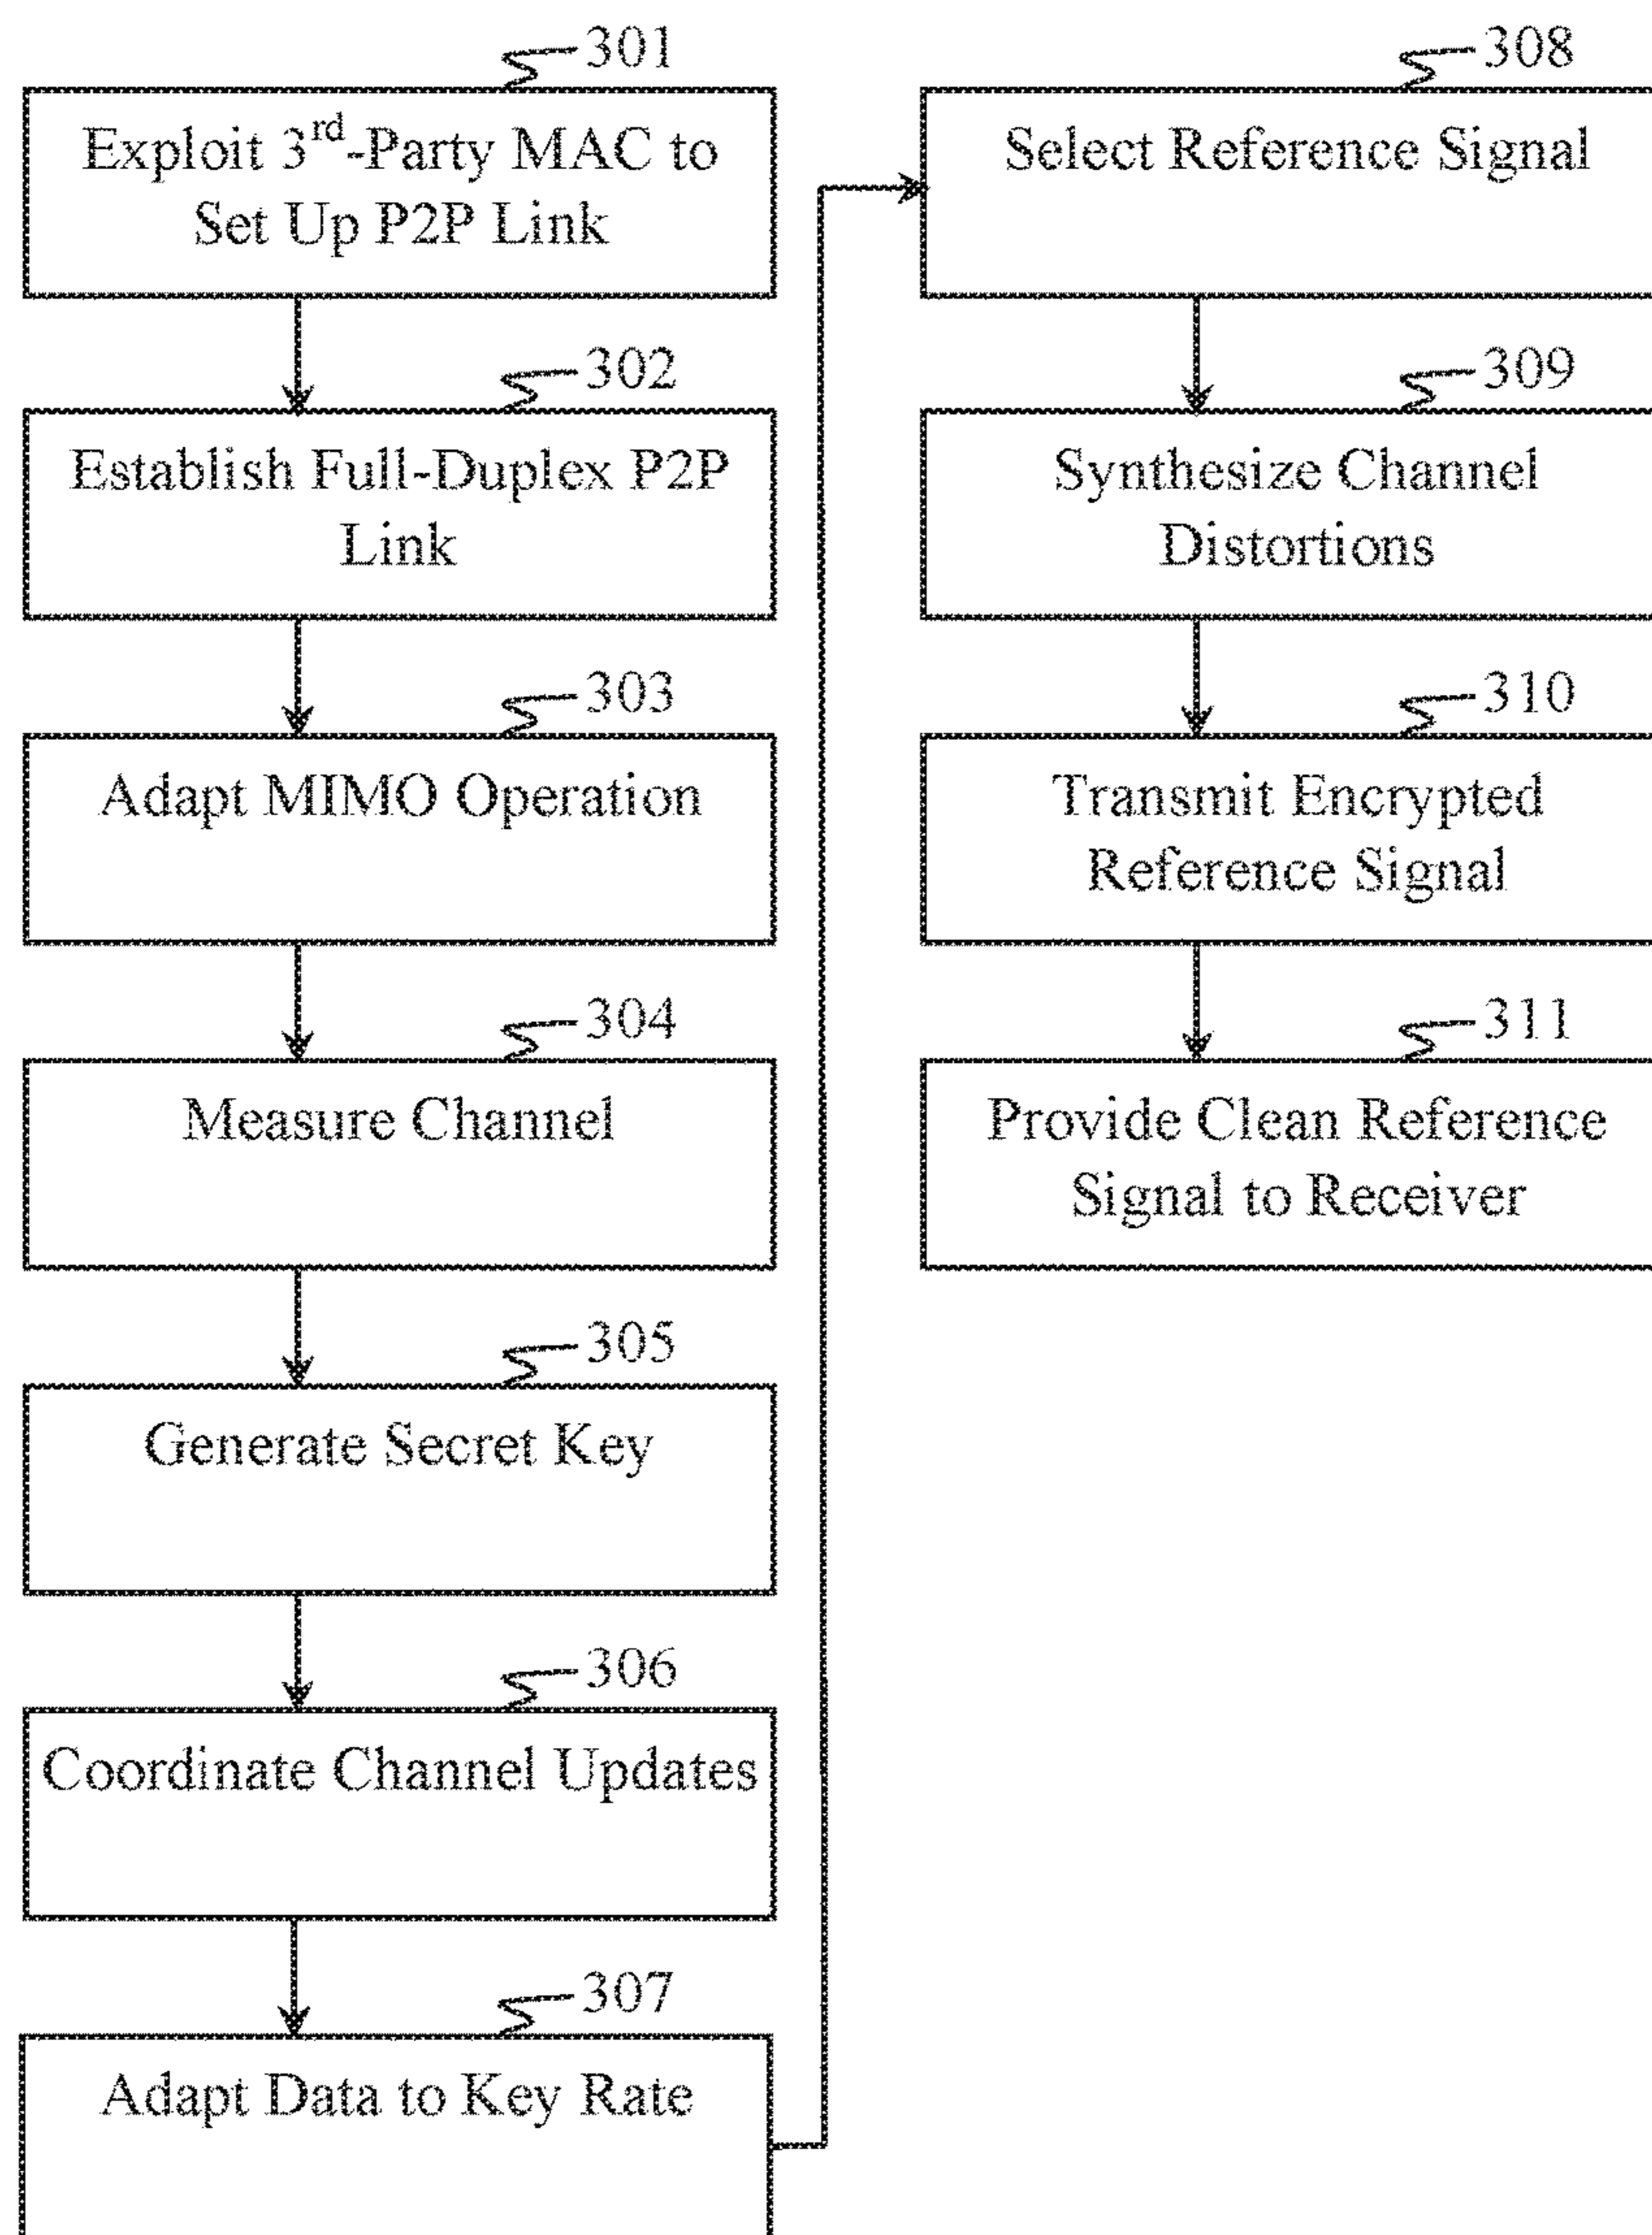 301
Exploit 3rd-Party MAC to
Set Up P2P Link
302
Establish Full-Duplex P2P
Link
303
Adapt MIMO Operation
304
Measure Channel
305
Generate Secret Key
306
Coordinate Channel Updates
307
Adapt Data to Key Rate
308
Select Reference Signal
309
Synthesize Channel
Distortions
310
Transmit Encrypted
Reference Signal
311
Provide Clean Reference
Signal to Receiver